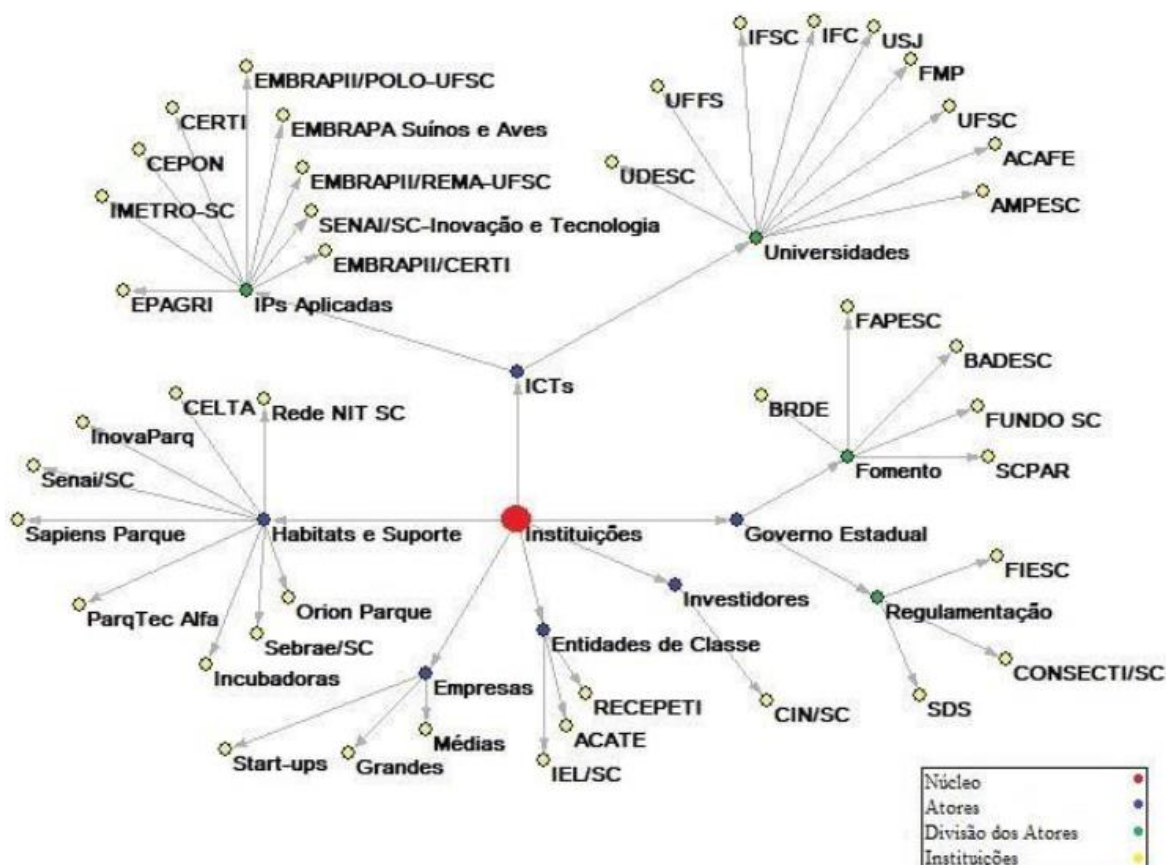 IFSC
IFC
USJ
FMP
UFFS
UFSC
UDESC
ACAFE
AMPESC
Universidades
EMBRAPII/POLO-UFSC
CERTI
EMBRAPA Suínos e Aves
CEPON
EMBRAPII/REMA-UFSC
IMETRO-SC
SENAI/SC-Inovação e Tecnologia
EMBRAPII/CERTI
EPAGRI
IPs Aplicadas
ICTs
FAPESC
BADESC
BRDE
FUNDO SC
Fomento
SCPAR
CELTA
Rede NIT SC
InovaParq
Senai/SC
Sapiens Parque
Habitats e Suporte
Instituições
Governo Estadual
ParqTec Alfa
Orion Parque
Sebrae/SC
Incubadoras
Investidores
FIESC
Regulamentação
Entidades de Classe
CONSECTI/SC
Empresas
RECEPETI
CIN/SC
SDS
Start-ups
Grandes
Médias
ACATE
IEL/SC
Núcleo
Atores
Divisão dos Atores
Instituições